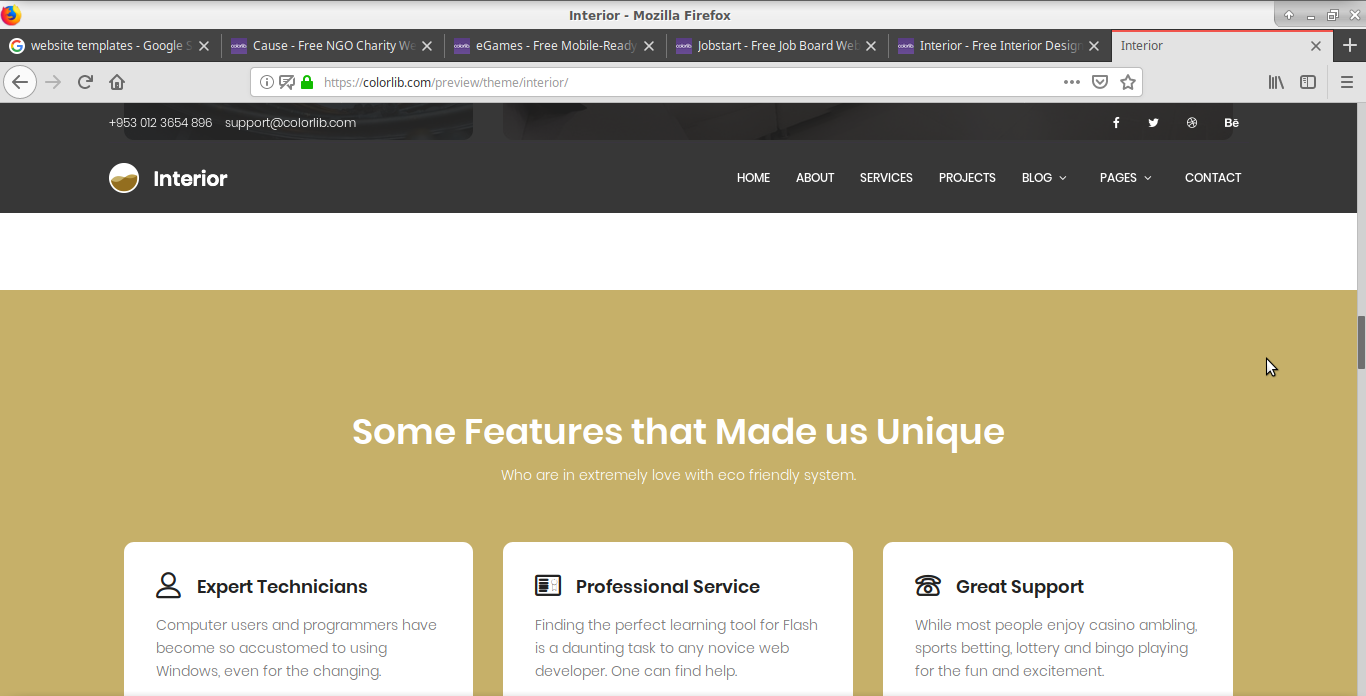 Interior - Mozilla Firefox
website templates - Google S
Cause - Free NGO Charity We
eGames - Free Mobile-Ready
Jobstart - Free Job Board Web
Interior - Free Interior Design
Interior
https://colorlib.com/preview/theme/interior/
+953 012 3654 896 support@colorlib.com
Bē
Interior
HOME ABOUT SERVICES PROJECTS BLOG PAGES CONTACT
Some Features that Made us Unique
Who are in extremely love with eco friendly system.
Expert Technicians
Computer users and programmers have
become so accustomed to using
Windows, even for the changing.
Professional Service
Finding the perfect learning tool for Flash
is a daunting task to any novice web
developer. One can find help.
Great Support
While most people enjoy casino ambling,
sports betting, lottery and bingo playing
for the fun and excitement.